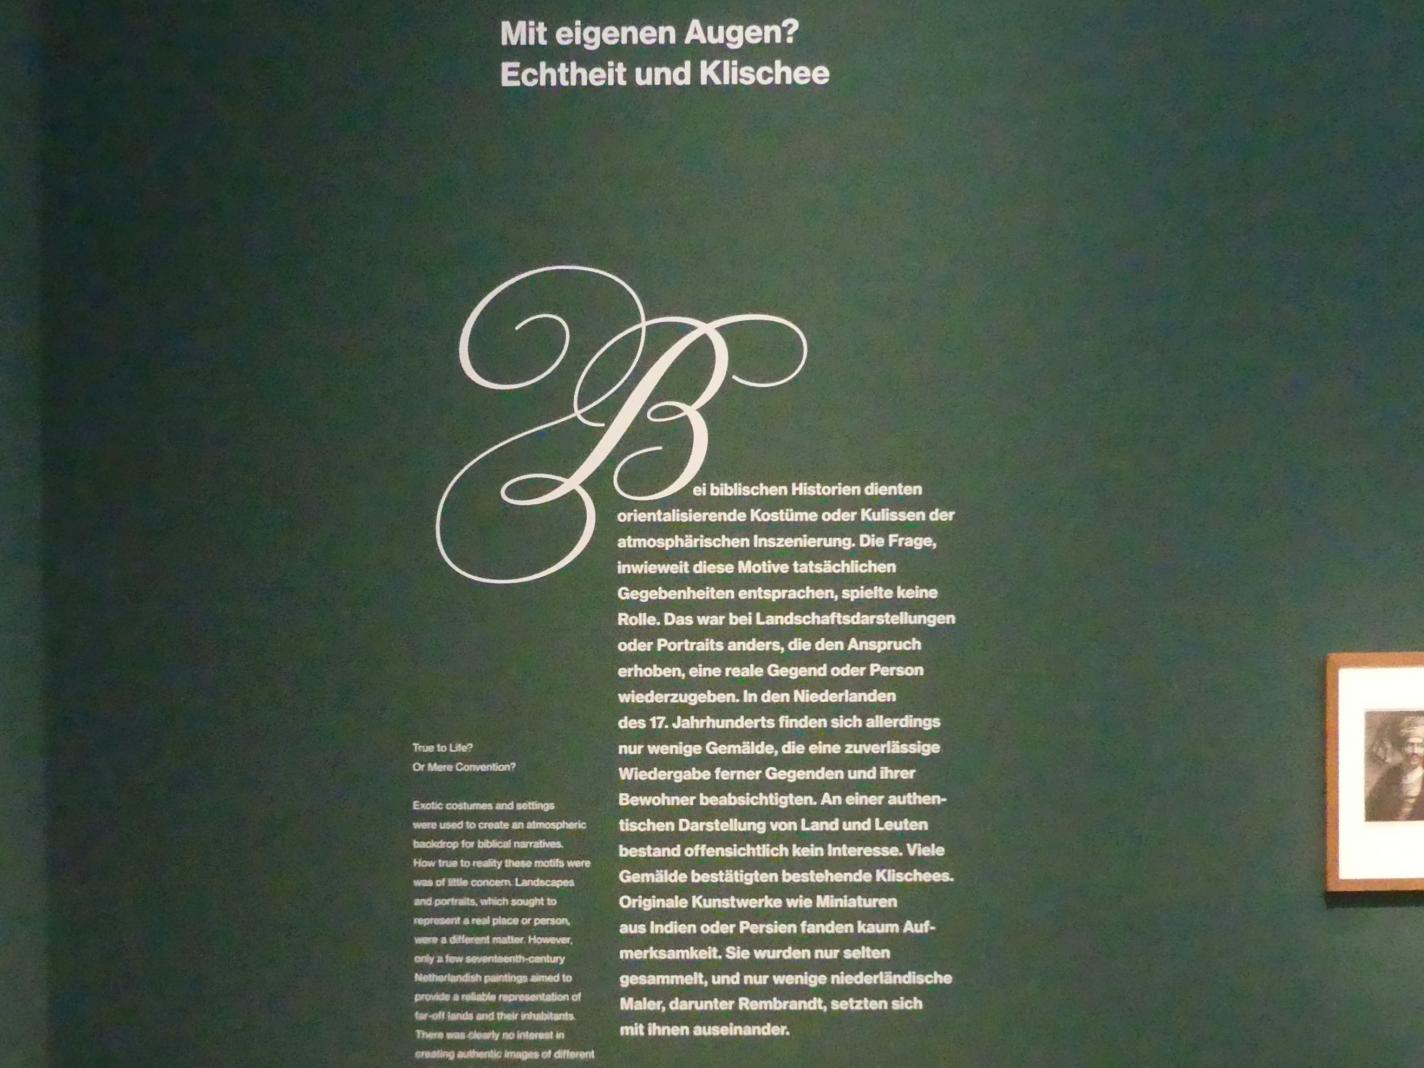 Mit eigenen Augen?
Echtheit und Klischee
Bei biblischen Historien dienten
orientalisierende Kostüme oder Kulissen der
atmosphärischen Inszenierung. Die Frage,
inwieweit diese Motive tatsächlichen
Gegebenheiten entsprachen, spielte keine
Rolle. Das war bei Landschaftsdarstellungen
oder Portraits anders, die den Anspruch
erhoben, eine reale Gegend oder Person
wiederzugeben. In den Niederlanden
des 17. Jahrhunderts finden sich allerdings
nur wenige Gemälde, die eine zuverlässige
Wiedergabe ferner Gegenden und ihrer
Bewohner beabsichtigten. An einer authen-
tischen Darstellung von Land und Leuten
bestand offensichtlich kein Interesse. Viele
Gemälde bestätigten bestehende Klischees.
Originale Kunstwerke wie Miniaturen
aus Indien oder Persien fanden kaum Auf-
merksamkeit. Sie wurden nur selten
gesammelt, und nur wenige niederländische
Maler, darunter Rembrandt, setzten sich
mit ihnen auseinander.
True to Life?
Or Mere Convention?
Exotic costumes and settings
were used to create an atmospheric
backdrop for biblical narratives.
How true to reality these motifs were
was of little concern. Landscapes
and portraits, which sought to
represent a real place or person,
were a different matter. However,
only a few seventeenth-century
Netherlandish paintings aimed to
provide a reliable representation of
far-off lands and their inhabitants.
There was clearly no interest in
creating authentic images of different